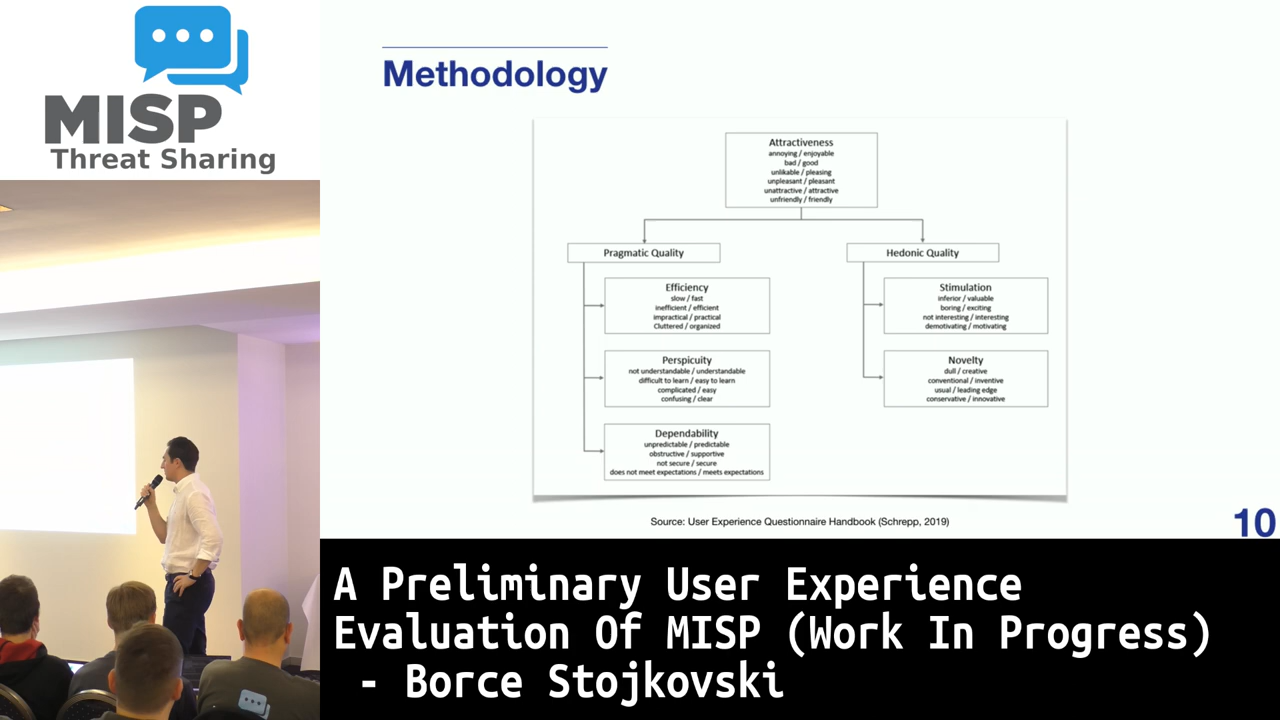 MISP
Threat Sharing
Methodology
Attractiveness
annoying / enjoyable
bad / good
unlikable / pleasing
unpleasant / pleasant
unattractive / attractive
unfriendly / friendly
Pragmatic Quality
Hedonic Quality
Efficiency
slow / fast
inefficient / efficient
impractical / practical
Cluttered / organized
Stimulation
inferior / valuable
boring / exciting
not interesting / interesting
demotivating / motivating
Perspicuity
not understandable / understandable
difficult to learn / easy to learn
complicated / easy
confusing / clear
Novelty
dull / creative
conventional / inventive
usual / leading edge
conservative / innovative
Dependability
unpredictable / predictable
obstructive / supportive
not secure / secure
does not meet expectations / meets expectations
Source: User Experience Questionnaire Handbook (Schrepp, 2019)
10
A Preliminary User Experience
Evaluation Of MISP (Work In Progress)
- Borce Stojkovski